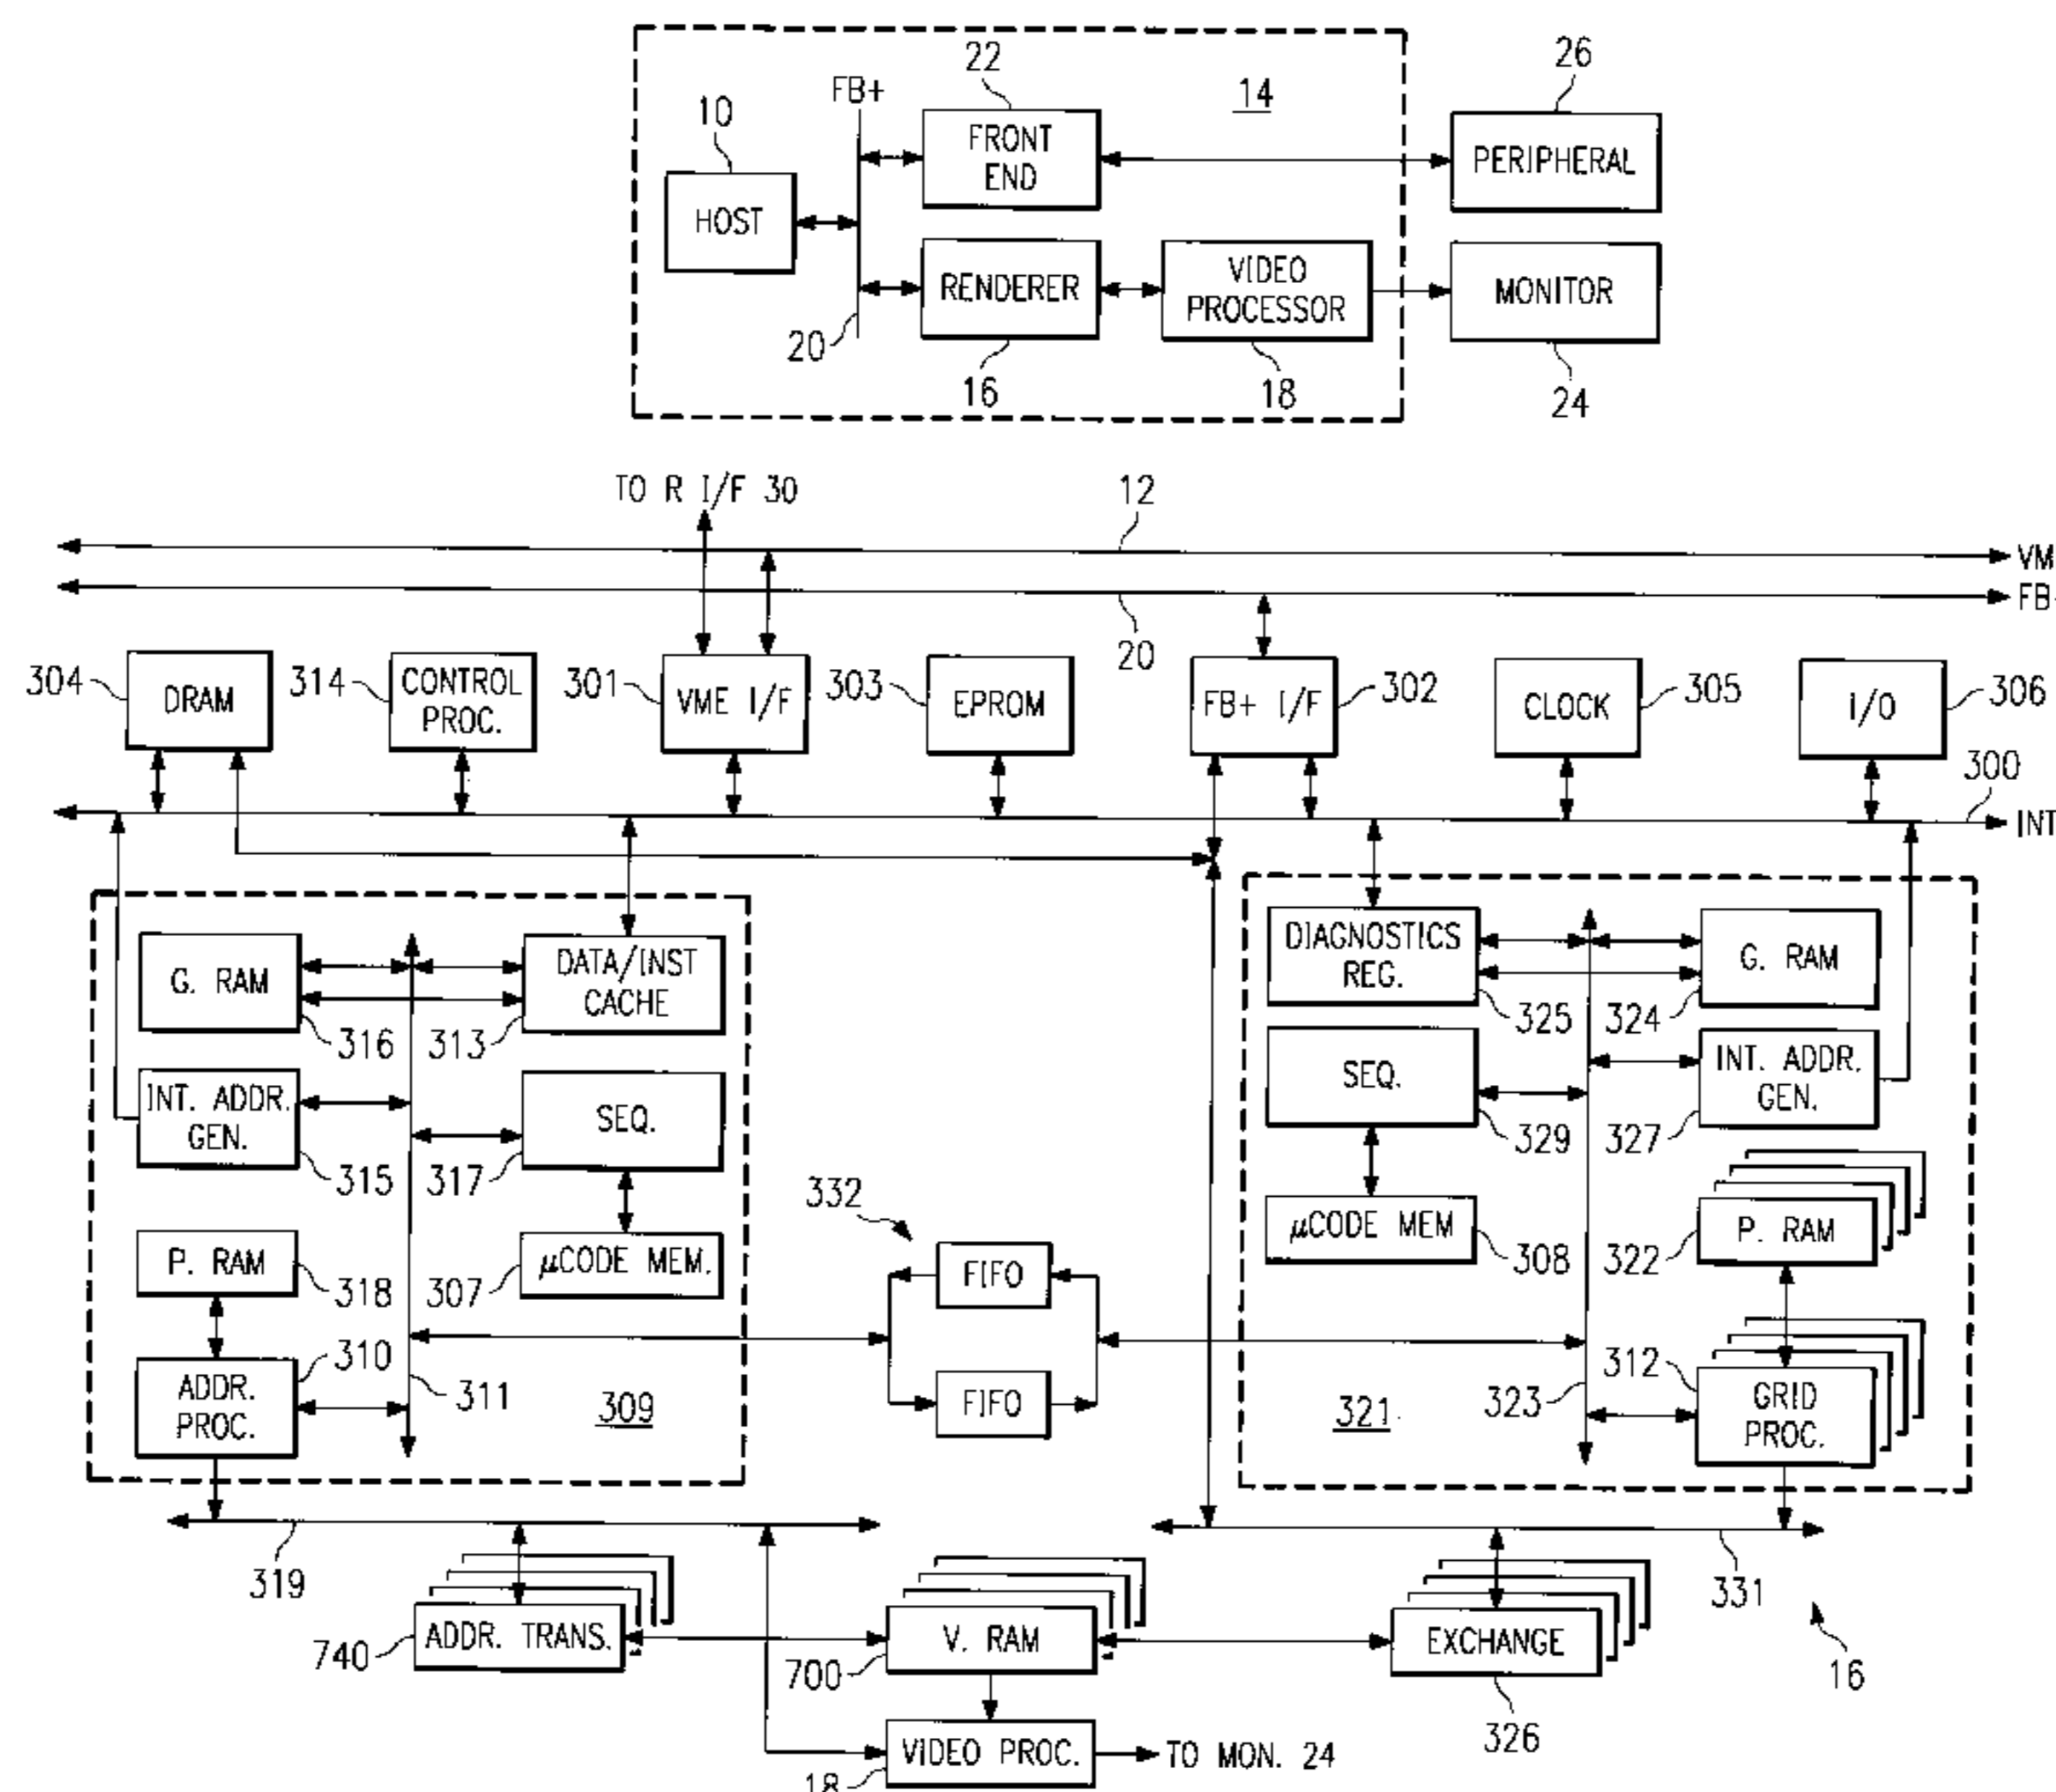 22
26
FB+
14
10
FRONT
END
PERIPHERAL
HOST
RENDERER
VIDEO
PROCESSOR
MONITOR
20
16
18
24
TO R I/F 30
12
VM
FB
20
304
DRAM
314
CONTROL
PROC.
301
VME I/F
303
EPROM
FB+ I/F
302
CLOCK
305
I/O
306
300
INT
G. RAM
DATA/INST
CACHE
316
313
INT. ADDR.
GEN.
SEQ.
315
317
P. RAM
318
μCODE MEM.
307
310
ADDR.
PROC.
311
309
332
FIFO
FIFO
DIAGNOSTICS
REG.
G. RAM
325
324
SEQ.
INT. ADDR.
GEN.
329
327
μCODE MEM
308
P. RAM
322
312
GRID
PROC.
321
323
319
331
ADDR. TRANS.
740
V. RAM
700
EXCHANGE
326
16
VIDEO PROC.
TO MON. 24
18